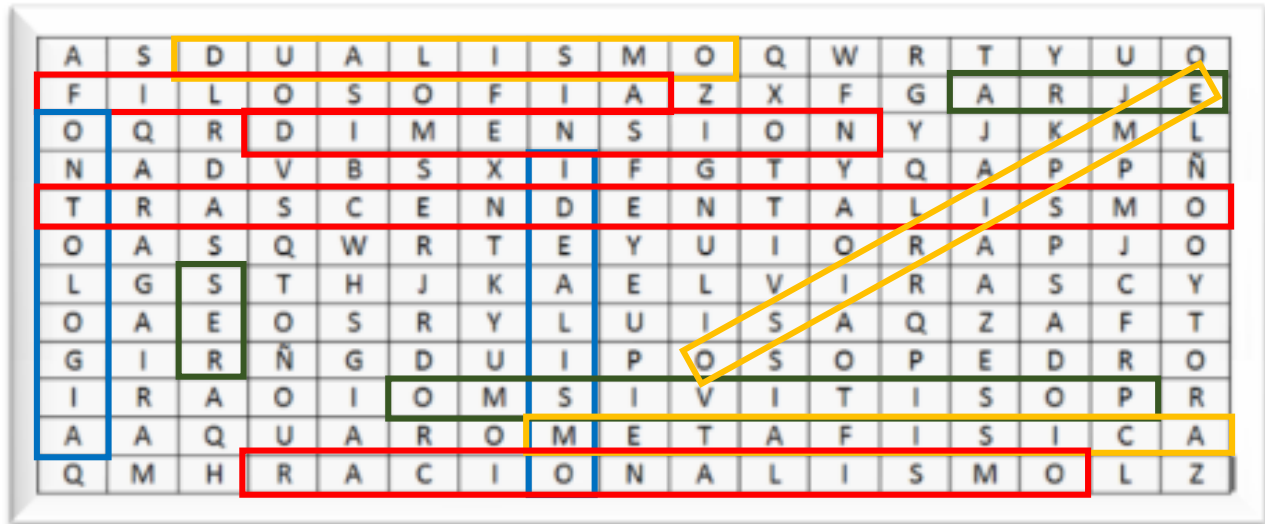 A S D U A L I S M O Q W R T Y U O
F I L O S O F I A Z X F G A R J E
O Q R D I M E N S I O N Y J K M L
N A D V B S X I F G T Y Q A P P Ñ
T R A S C E N D E N T A L I S M O
O A S Q W R T E Y U I O R A P J O
L G S T H J K A E L V I R A S C Y
O A E O S R Y L U I S A Q Z A F T
G I R Ñ G D U I P O S O P E D R O
I R A O I O M S I V I T I S O P R
A A Q U A R O M E T A F I S I C A
Q M H R A C I O N A L I S M O L Z